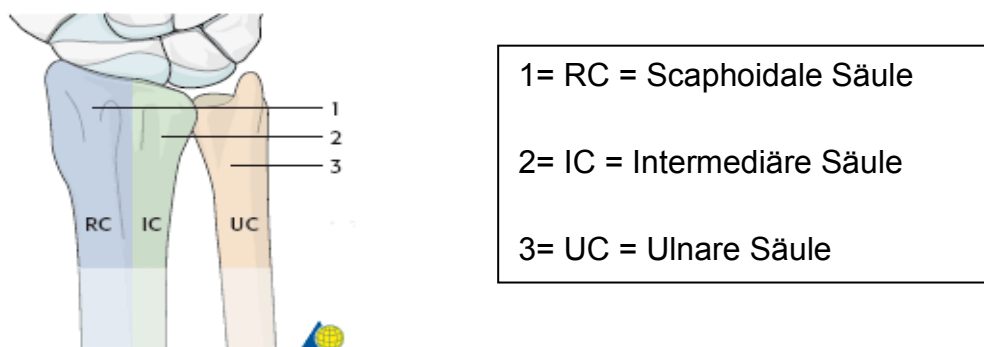 1
2
3
RC IC UC
1= RC = Scaphoidale Säule
2= IC = Intermediäre Säule
3= UC = Ulnare Säule